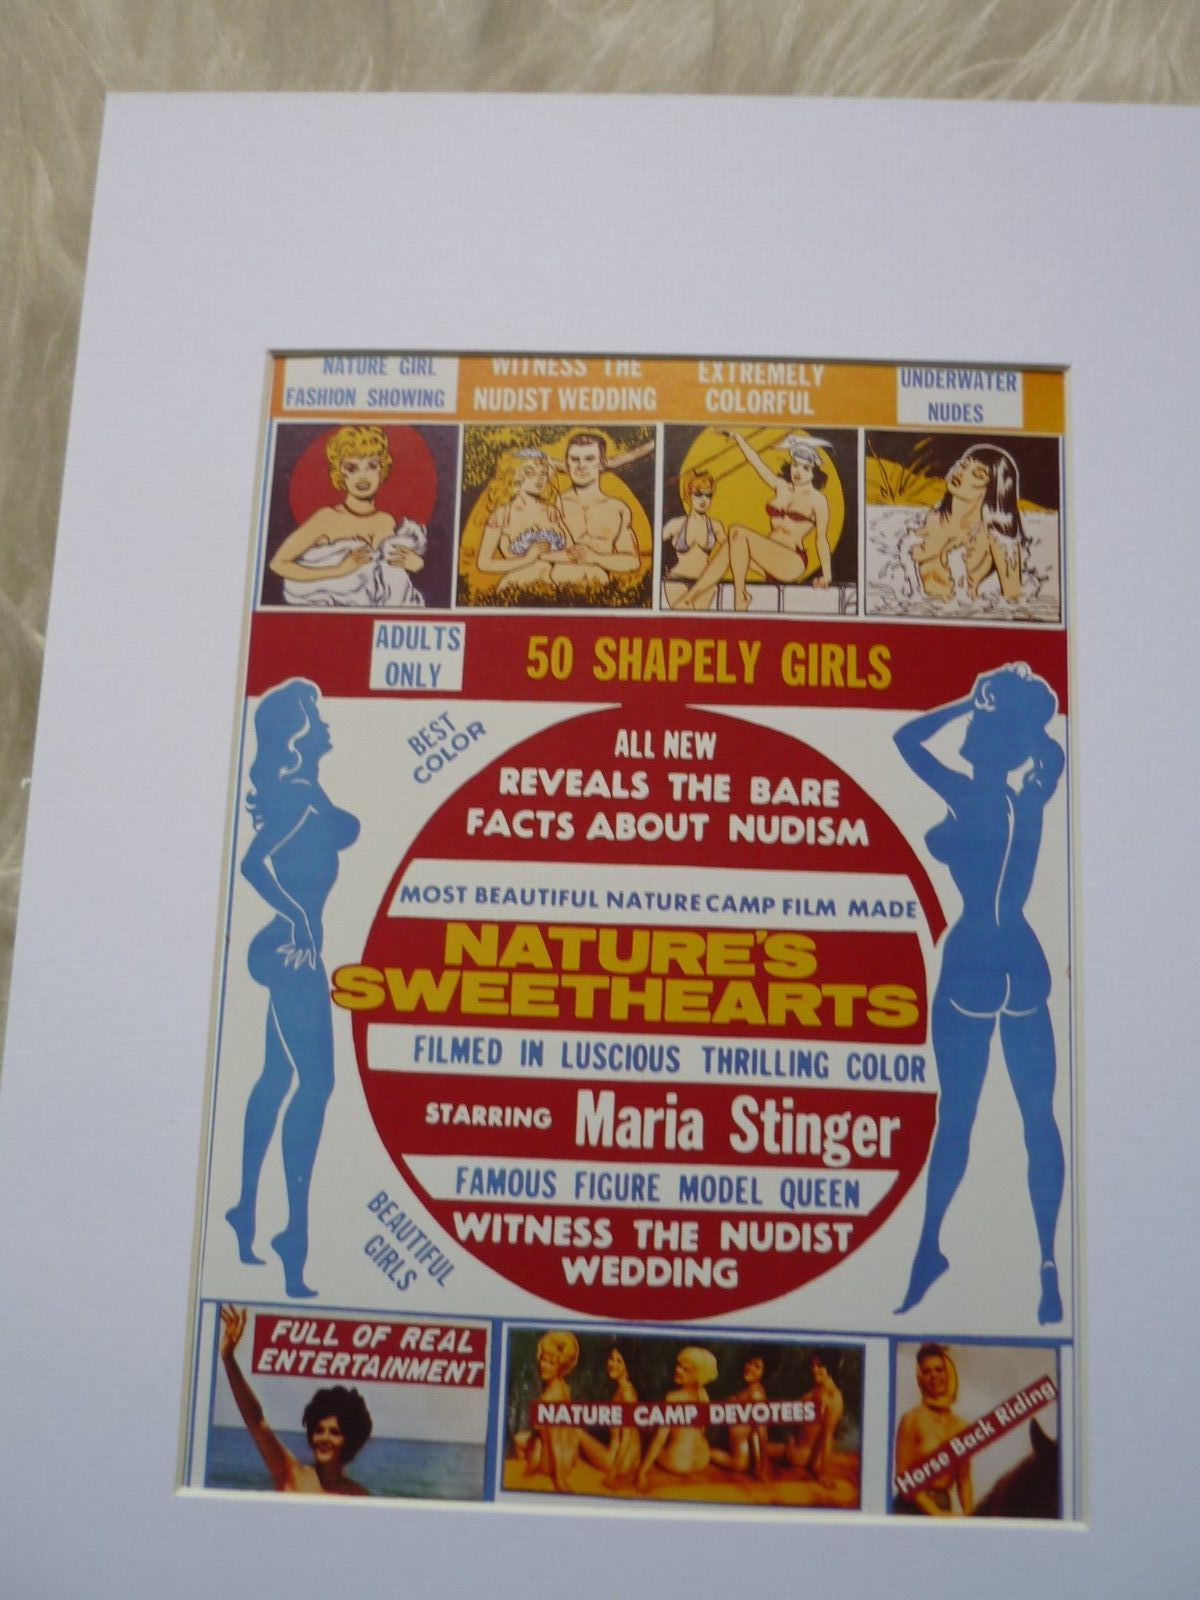 NATURE GIRL
FASHION SHOWING
WITNESS THE
NUDIST WEDDING
EXTREMELY
COLORFUL
UNDERWATER
NUDES
ADULTS
ONLY
50 SHAPELY GIRLS
BEST
COLOR
ALL NEW
REVEALS THE BARE
FACTS ABOUT NUDISM
MOST BEAUTIFUL NATURE CAMP FILM MADE
NATURE'S
SWEETHEARTS
FILMED IN LUSCIOUS THRILLING COLOR
STARRING Maria Stinger
FAMOUS FIGURE MODEL QUEEN
WITNESS THE NUDIST
WEDDING
BEAUTIFUL
GIRLS
FULL OF REAL
ENTERTAINMENT
NATURE CAMP DEVOTEES
Horse Back Riding